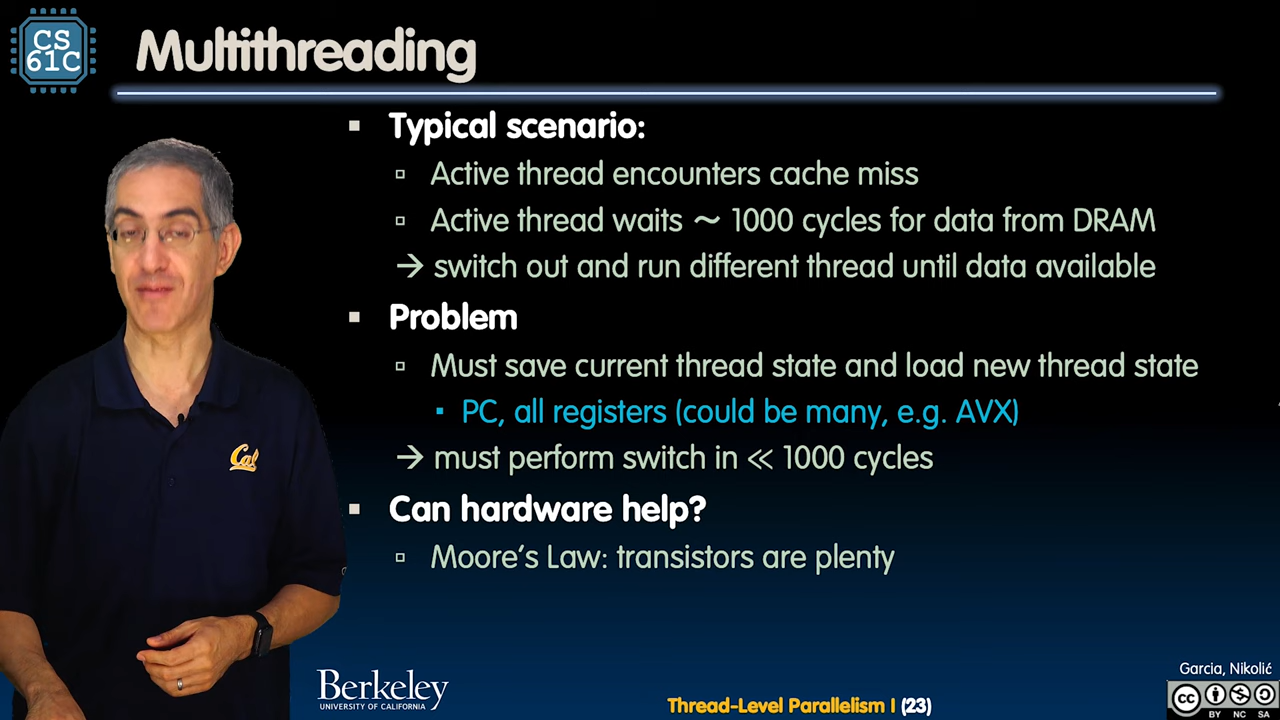 CS
61C
Multithreading
▪ Typical scenario:
▫ Active thread encounters cache miss
▫ Active thread waits ~ 1000 cycles for data from DRAM
→ switch out and run different thread until data available
▪ Problem
▫ Must save current thread state and load new thread state
▪ PC, all registers (could be many, e.g. AVX)
→ must perform switch in ≪ 1000 cycles
▪ Can hardware help?
▫ Moore's Law: transistors are plenty
Cal
Berkeley
UNIVERSITY OF CALIFORNIA
Thread-Level Parallelism I (23)
Garcia, Nikolić
cc
BY NC SA